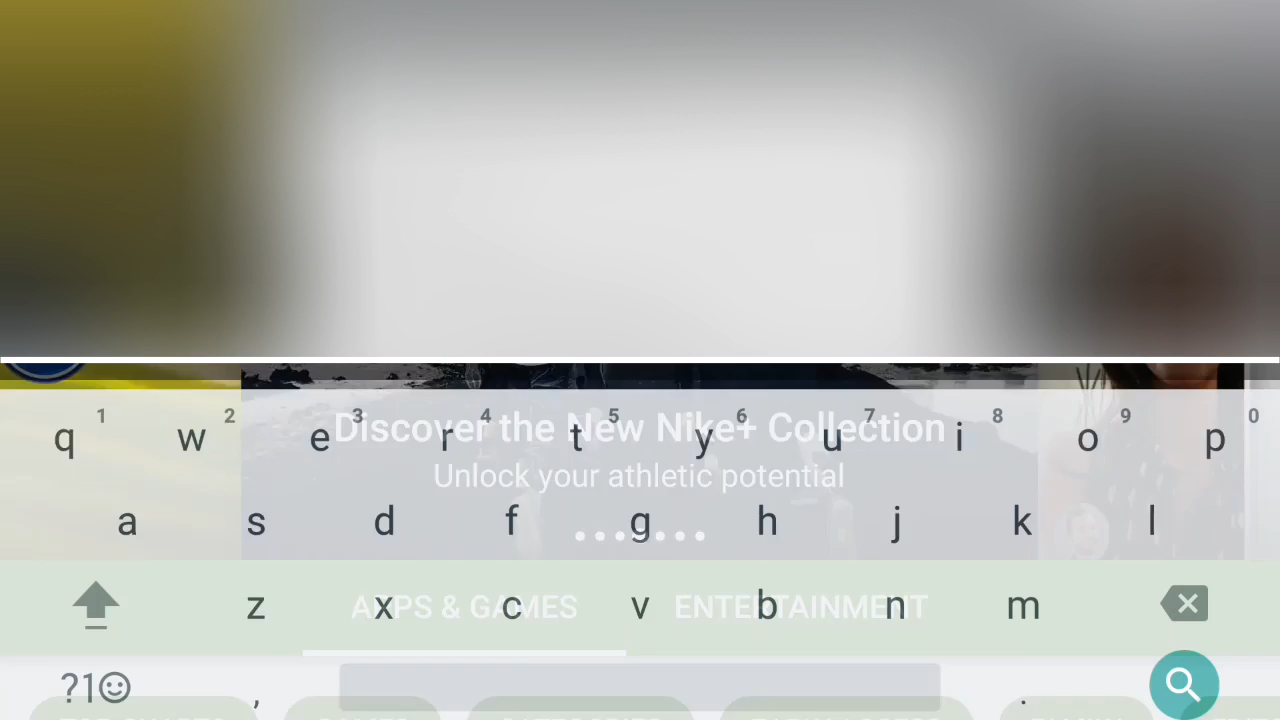 1 2 3 4 5 6 7 8 9 0
q w e r t y u i o p
Discover the New Nike+ Collection
Unlock your athletic potential
a s d f g h j k l
z x c v b n m
APPS & GAMES ENTERTAINMENT
?1☺ , .